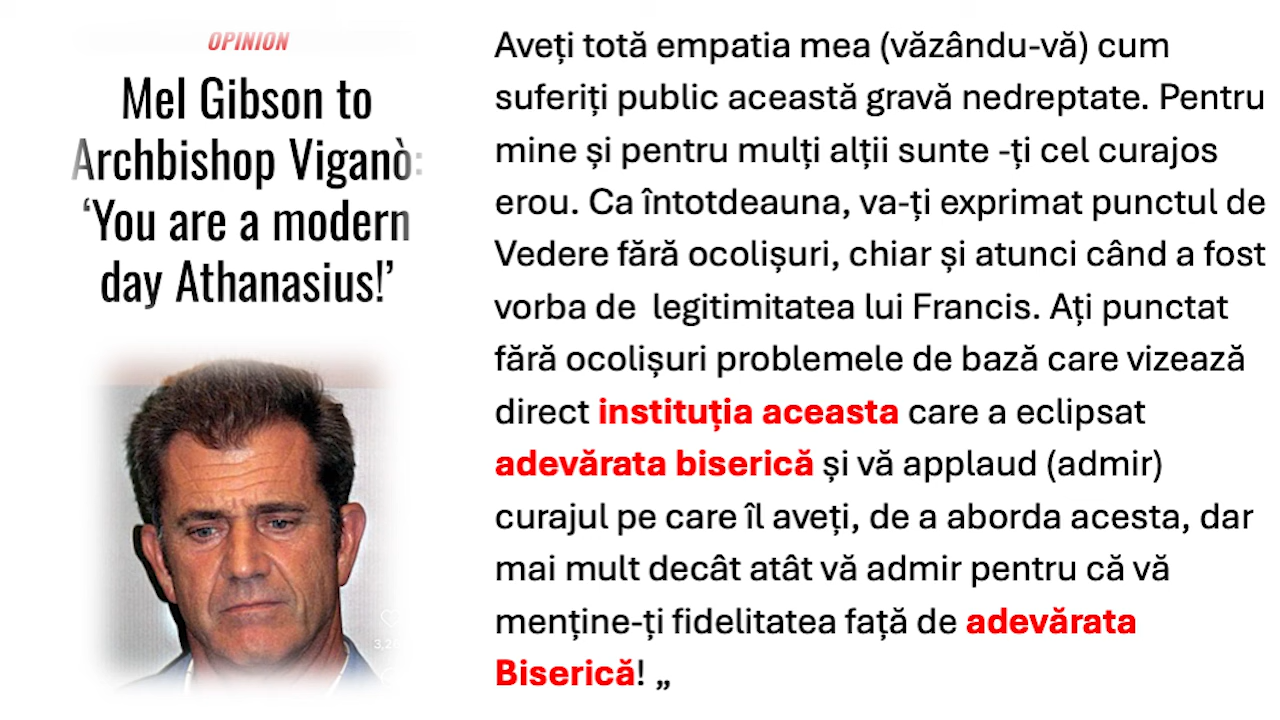 OPINION
Mel Gibson to
Archbishop Viganò:
‘You are a modern
day Athanasius!’
Aveți totă empatia mea (văzându-vă) cum
suferiți public această gravă nedreptate. Pentru
mine și pentru mulți alții sunte -ți cel curajos
erou. Ca întotdeauna, va-ți exprimat punctul de
Vedere fără ocolișuri, chiar și atunci când a fost
vorba de  legitimitatea lui Francis. Ați punctat
fără ocolișuri problemele de bază care vizează
direct instituția aceasta care a eclipsat
adevărata biserică și vă applaud (admir)
curajul pe care îl aveți, de a aborda acesta, dar
mai mult decât atât vă admir pentru că vă
menține-ți fidelitatea față de adevărata
Biserică! „